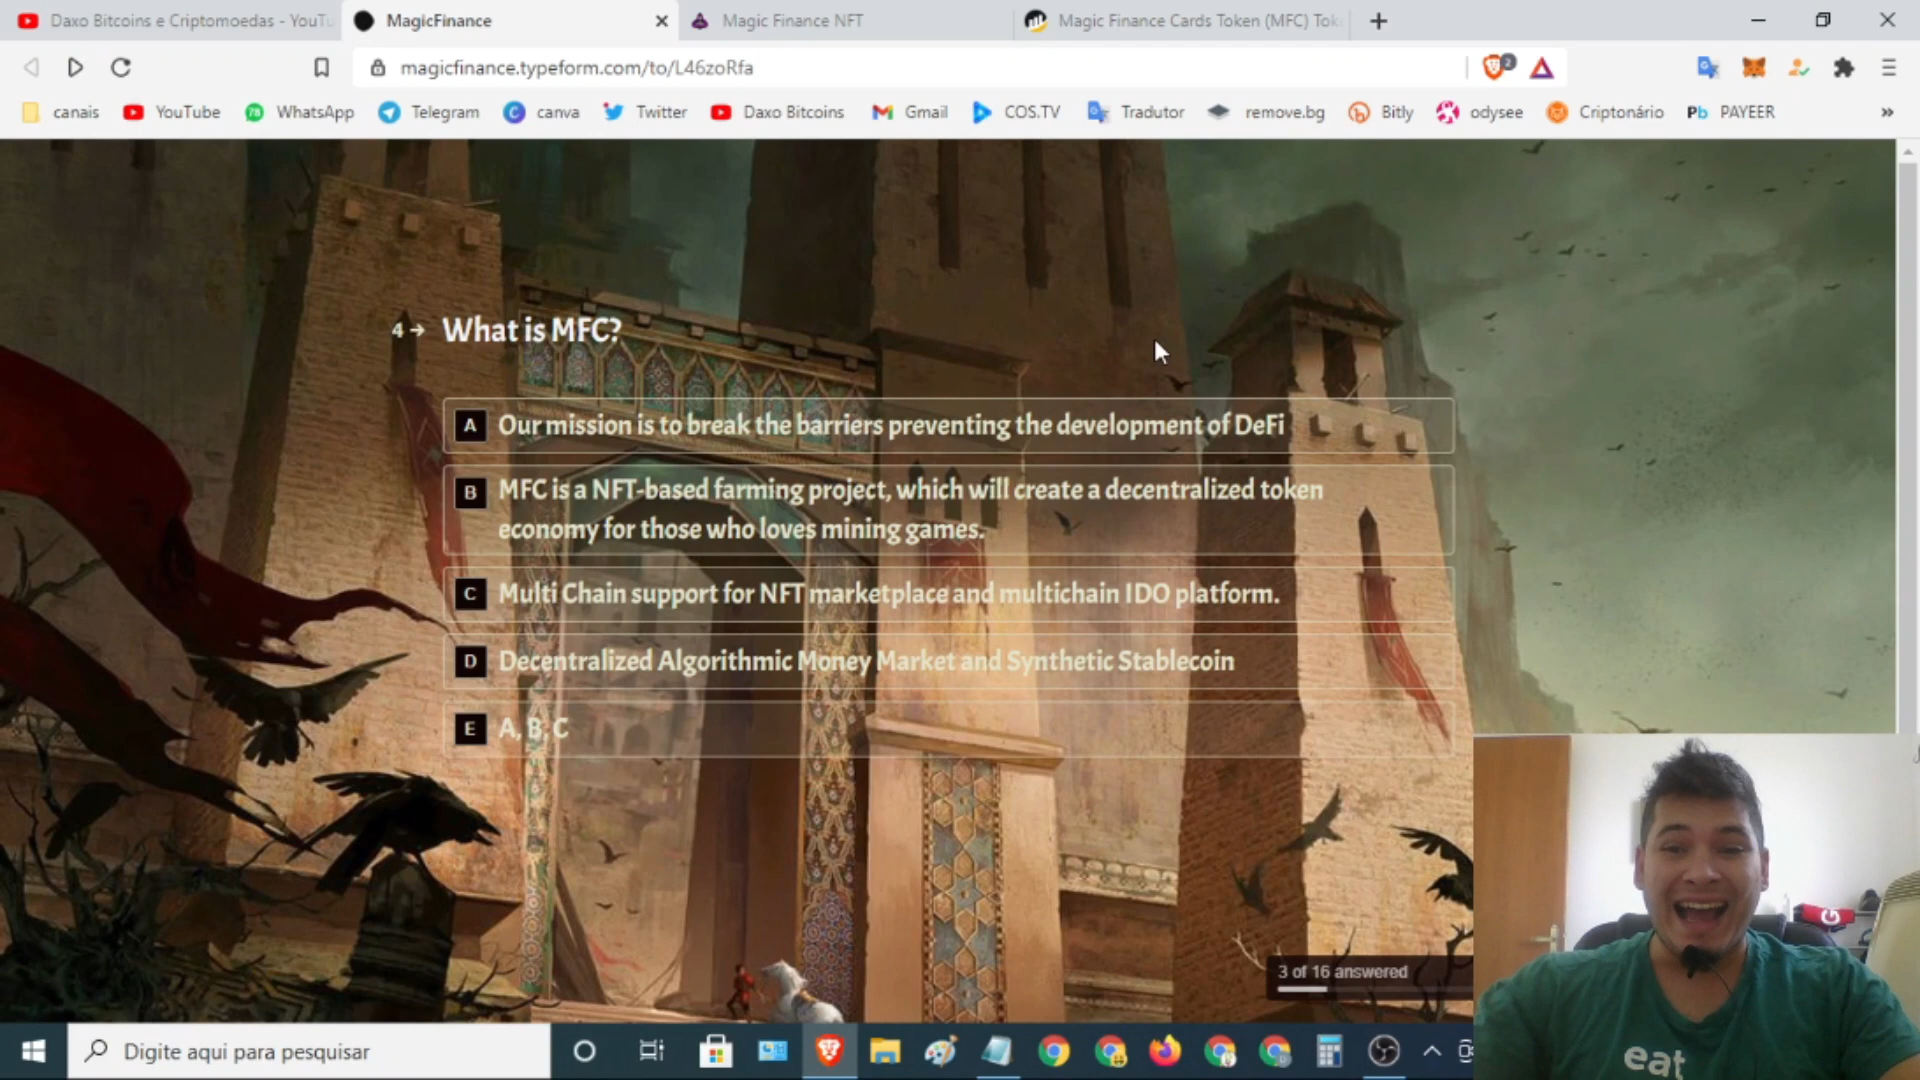 Daxo Bitcoins e Criptomoedas - YouTu
MagicFinance
Magic Finance NFT
Magic Finance Cards Token (MFC) Tok
magicfinance.typeform.com/to/L46zoRfa
2
canais
YouTube
WhatsApp
Telegram
canva
Twitter
Daxo Bitcoins
Gmail
COS.TV
Tradutor
remove.bg
Bitly
odysee
Criptonário
Pb PAYEER
4 → What is MFC?
A Our mission is to break the barriers preventing the development of DeFi
B MFC is a NFT-based farming project, which will create a decentralized token
economy for those who loves mining games.
C Multi Chain support for NFT marketplace and multichain IDO platform.
D Decentralized Algorithmic Money Market and Synthetic Stablecoin
E A, B, C
3 of 16 answered
G
eat
Digite aqui para pesquisar